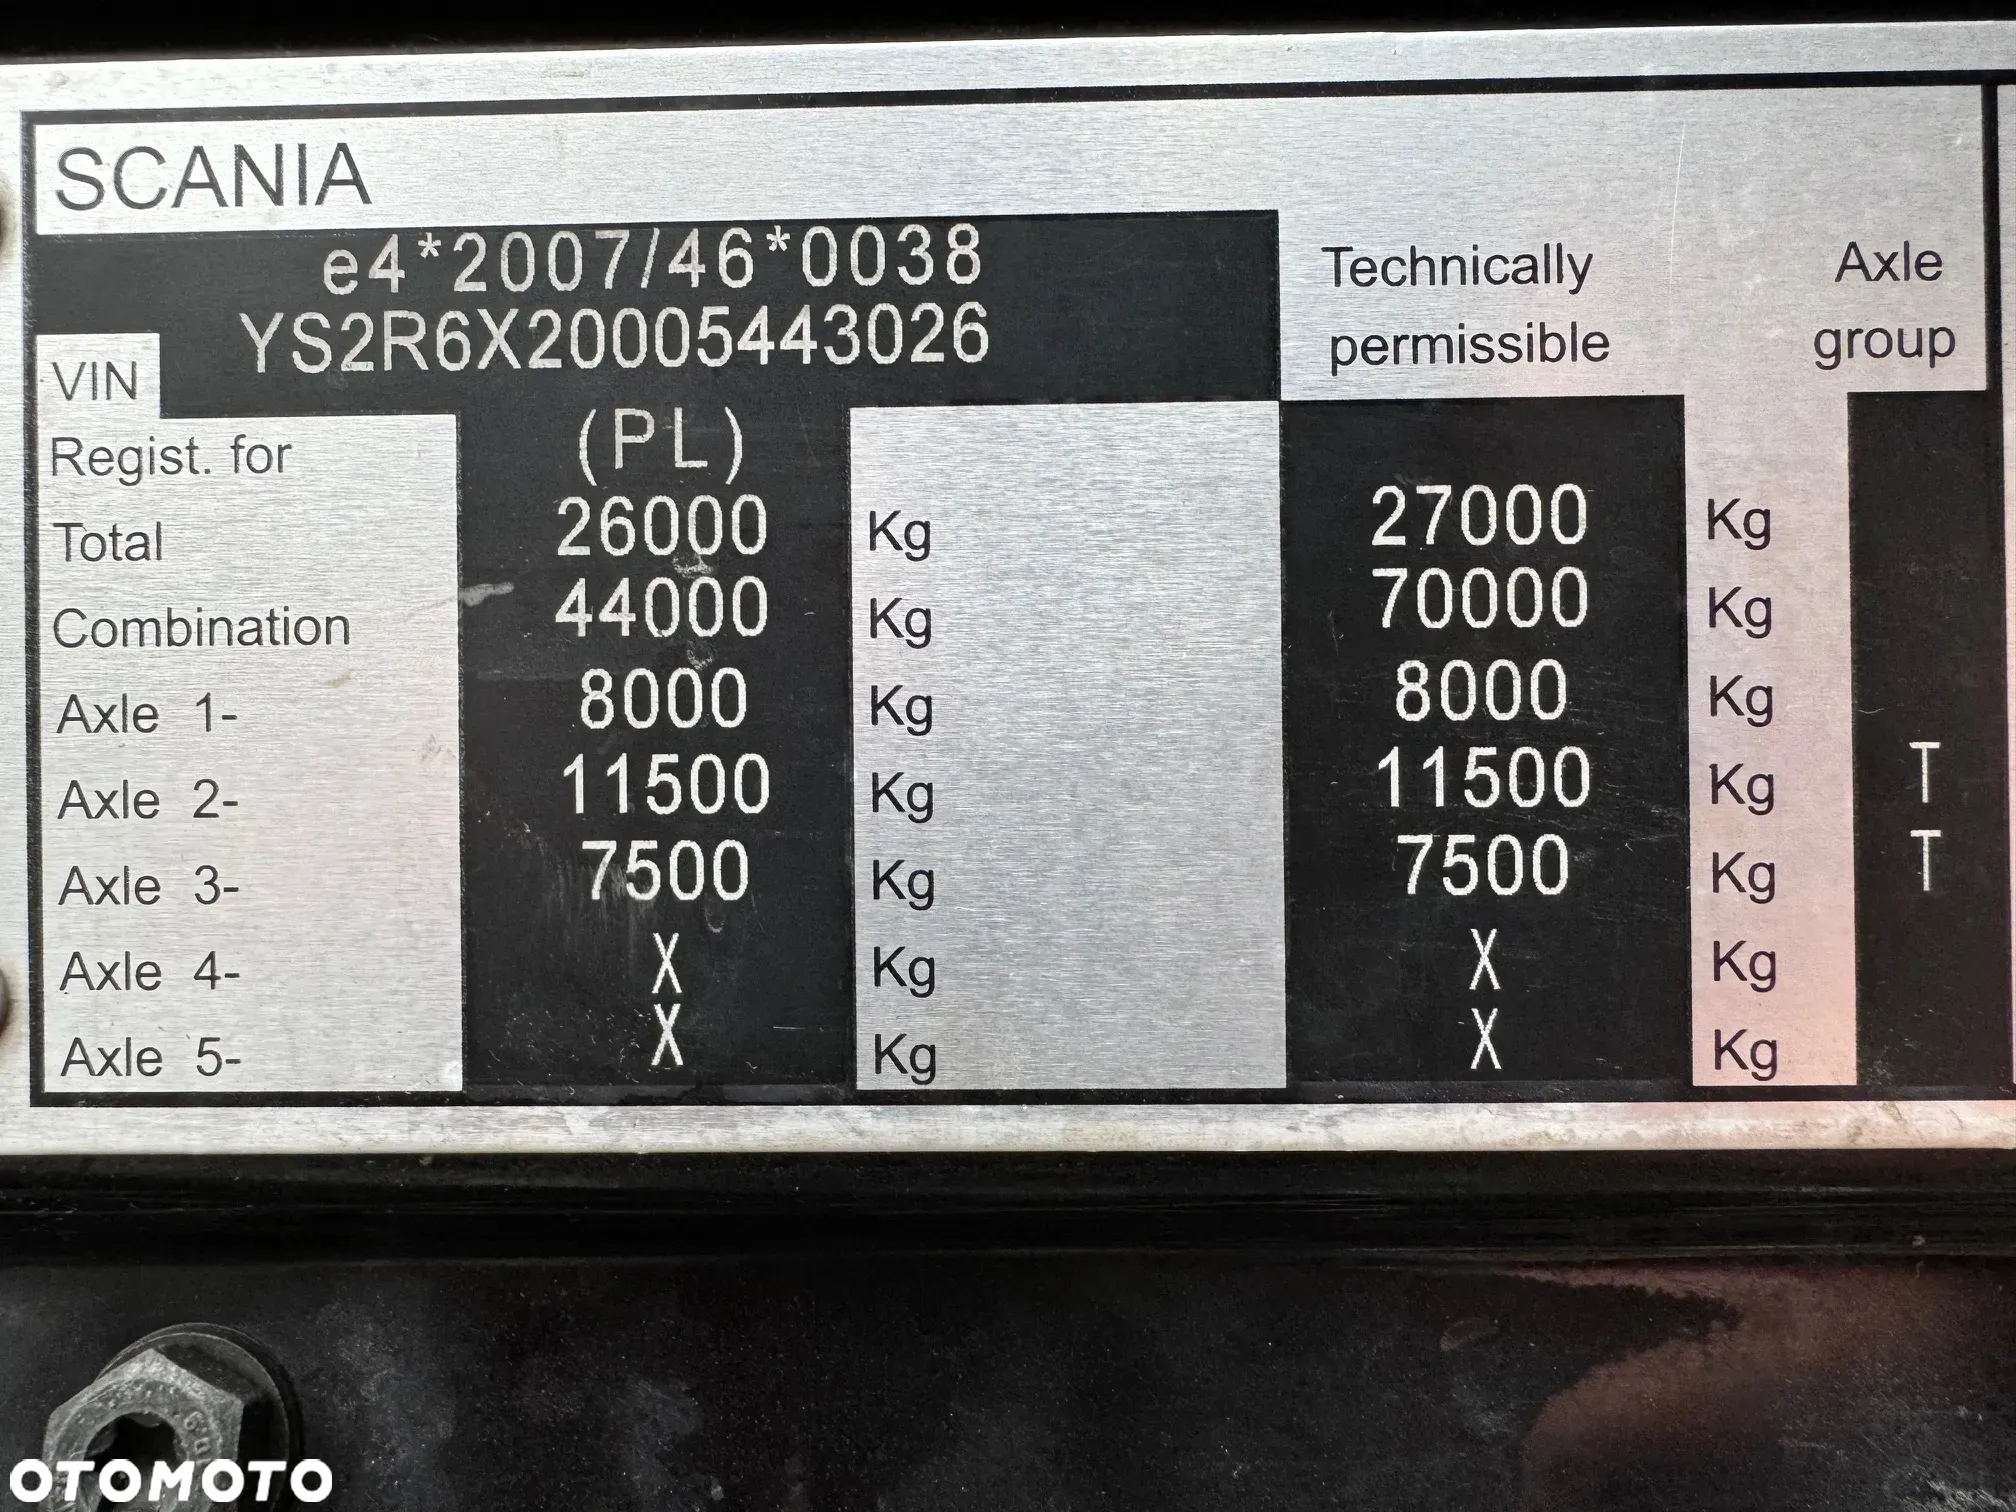 SCANIA
e4*2007/46*0038
Technically Axle
VIN YS2R6X20005443026 permissible group
Regist. for (PL)
Total 26000 Kg 27000 Kg
Combination 44000 Kg 70000 Kg
Axle 1- 8000 Kg 8000 Kg
Axle 2- 11500 Kg 11500 Kg T
Axle 3- 7500 Kg 7500 Kg T
Axle 4- X Kg X Kg
Axle 5- X Kg X Kg
OTOMOTO